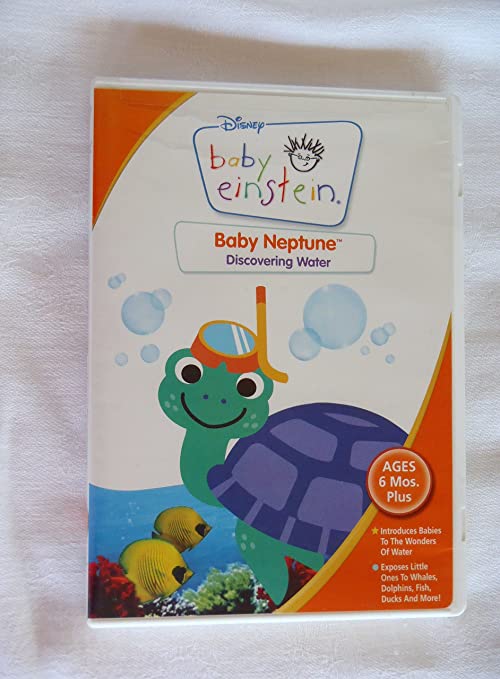 Disney
baby
einstein®
Baby Neptune™
Discovering Water
AGES
6 Mos.
Plus
Introduces Babies
To The Wonders
Of Water
Exposes Little
Ones To Whales,
Dolphins, Fish,
Ducks And More!